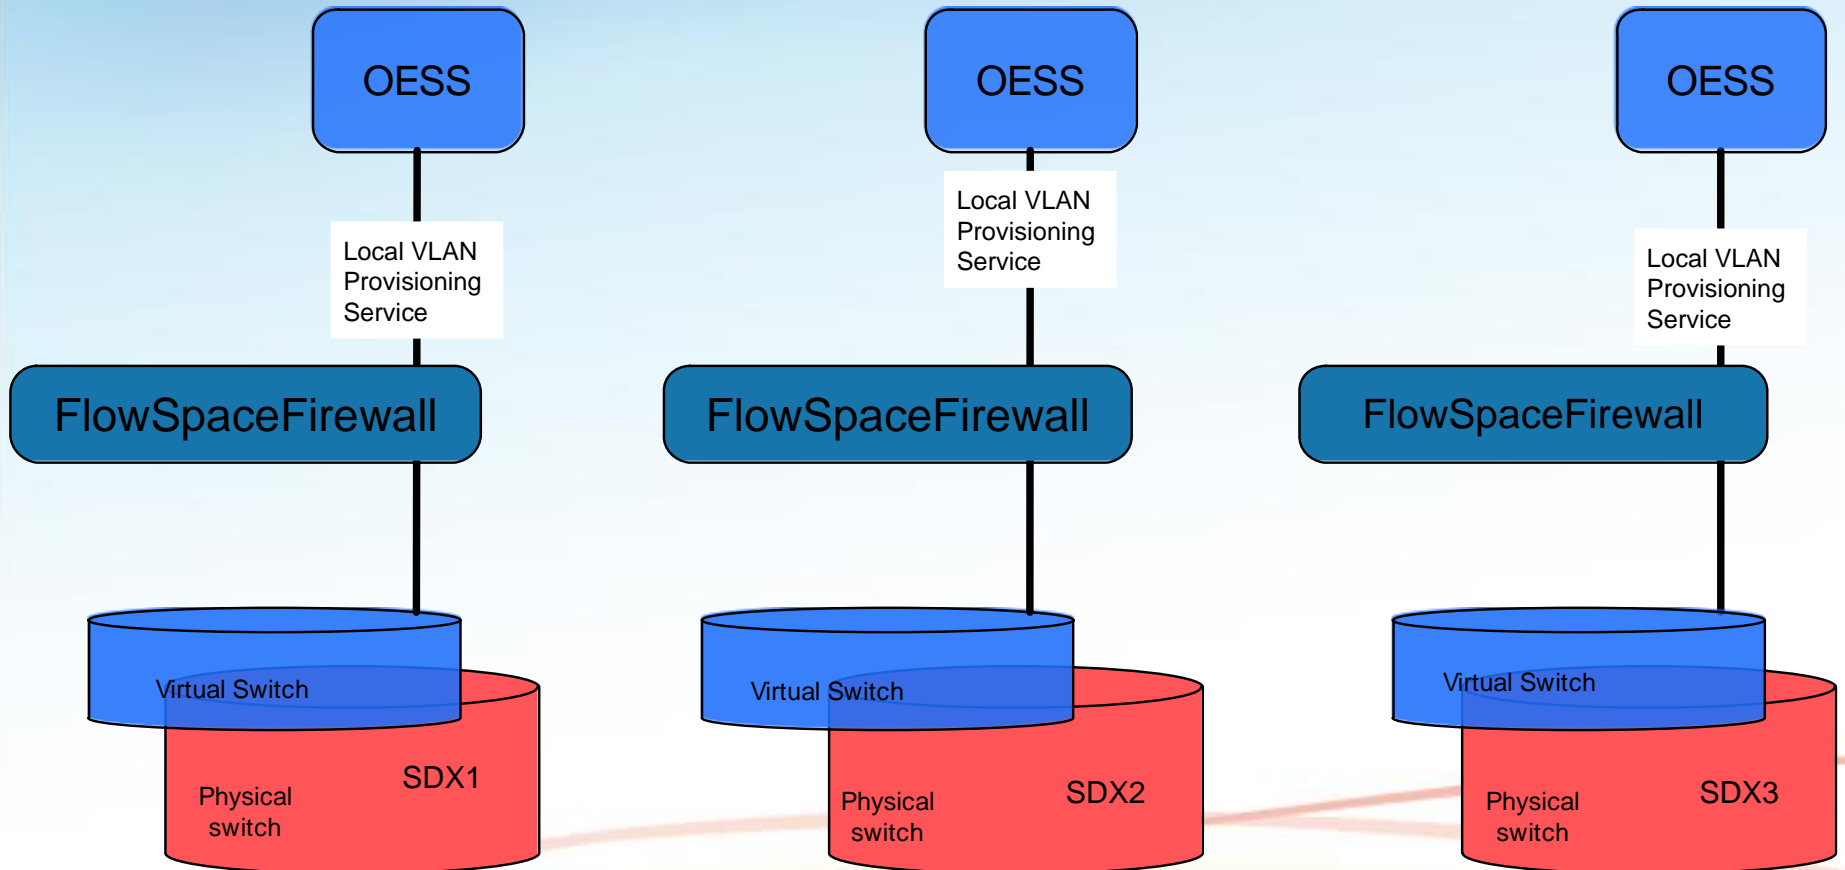 OESS
OESS
OESS
Local VLAN
Provisioning
Service
Local VLAN
Provisioning
Service
Local VLAN
Provisioning
Service
FlowSpaceFirewall
FlowSpaceFirewall
FlowSpaceFirewall
Virtual Switch
Virtual Switch
Virtual Switch
SDX1
Physical
switch
SDX2
Physical
switch
SDX3
Physical
switch